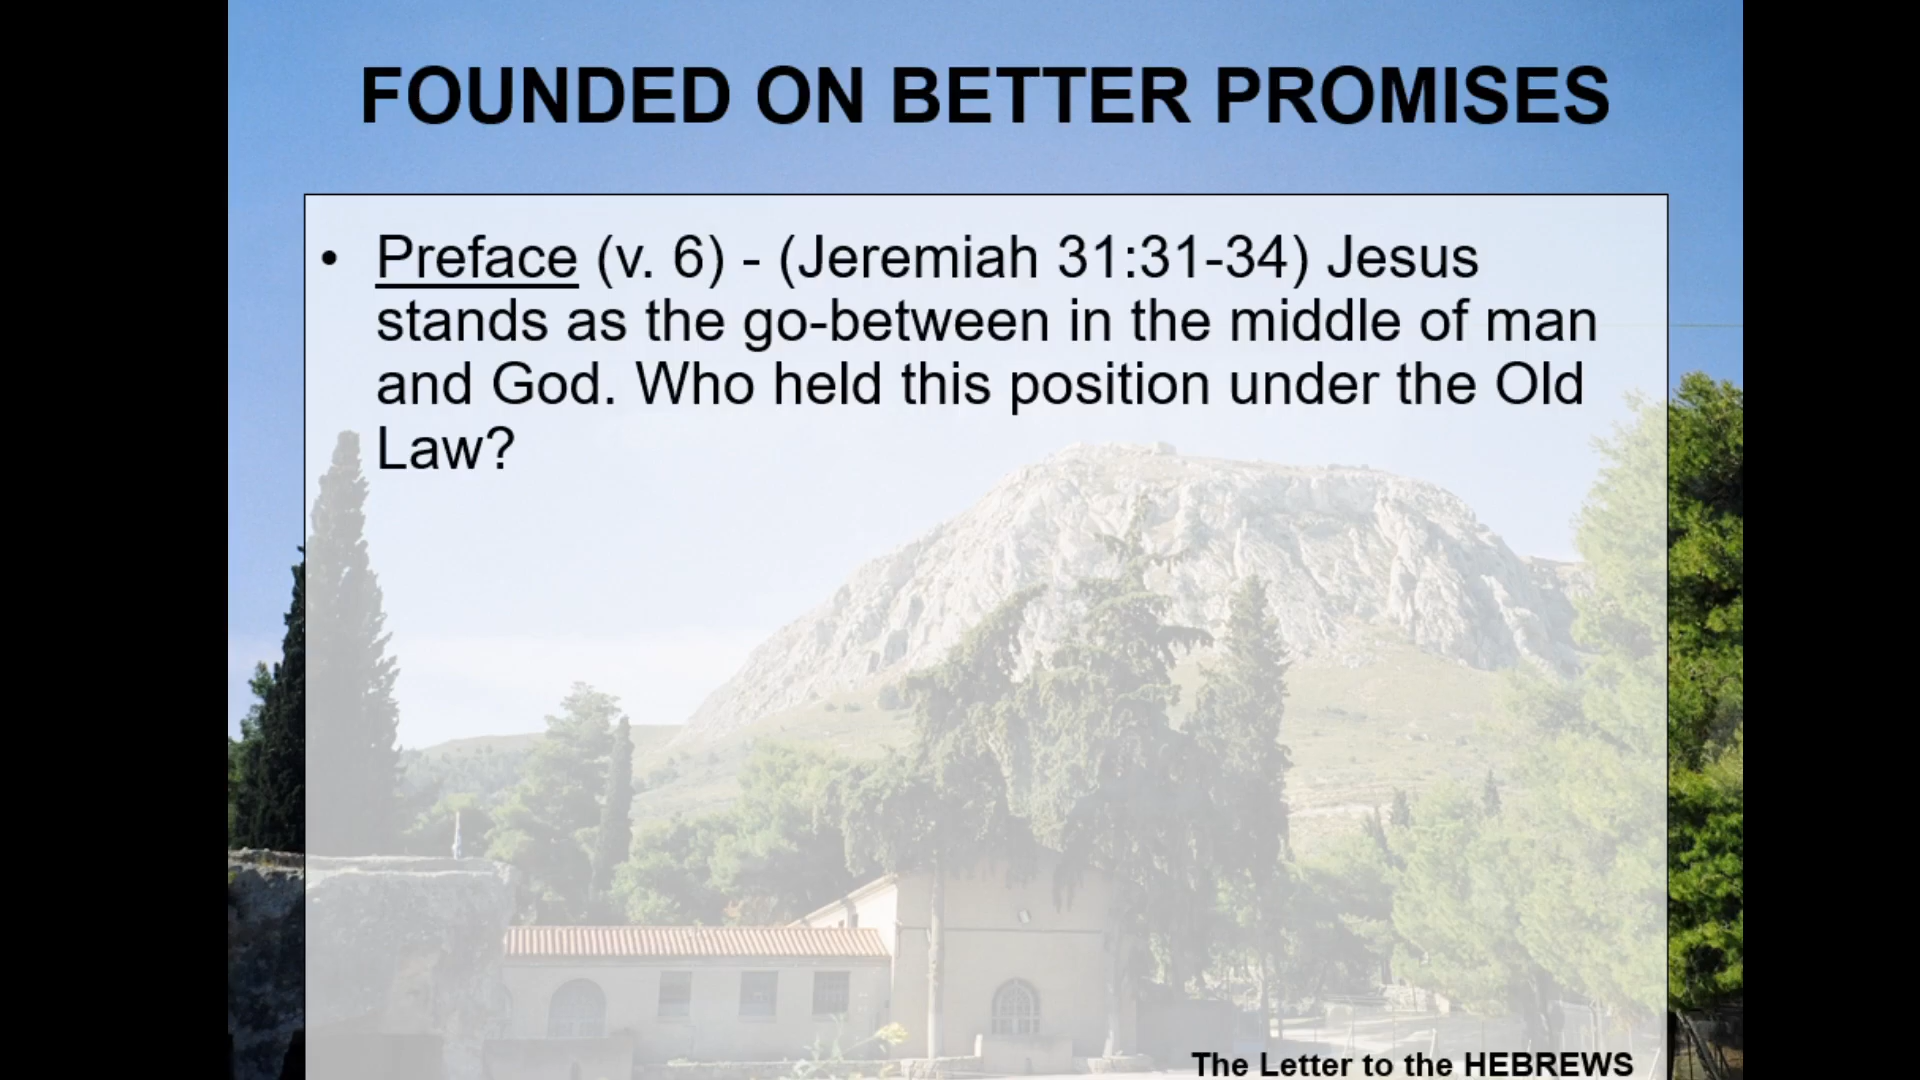 FOUNDED ON BETTER PROMISES
• Preface (v. 6) - (Jeremiah 31:31-34) Jesus
stands as the go-between in the middle of man
and God. Who held this position under the Old
Law?
The Letter to the HEBREWS